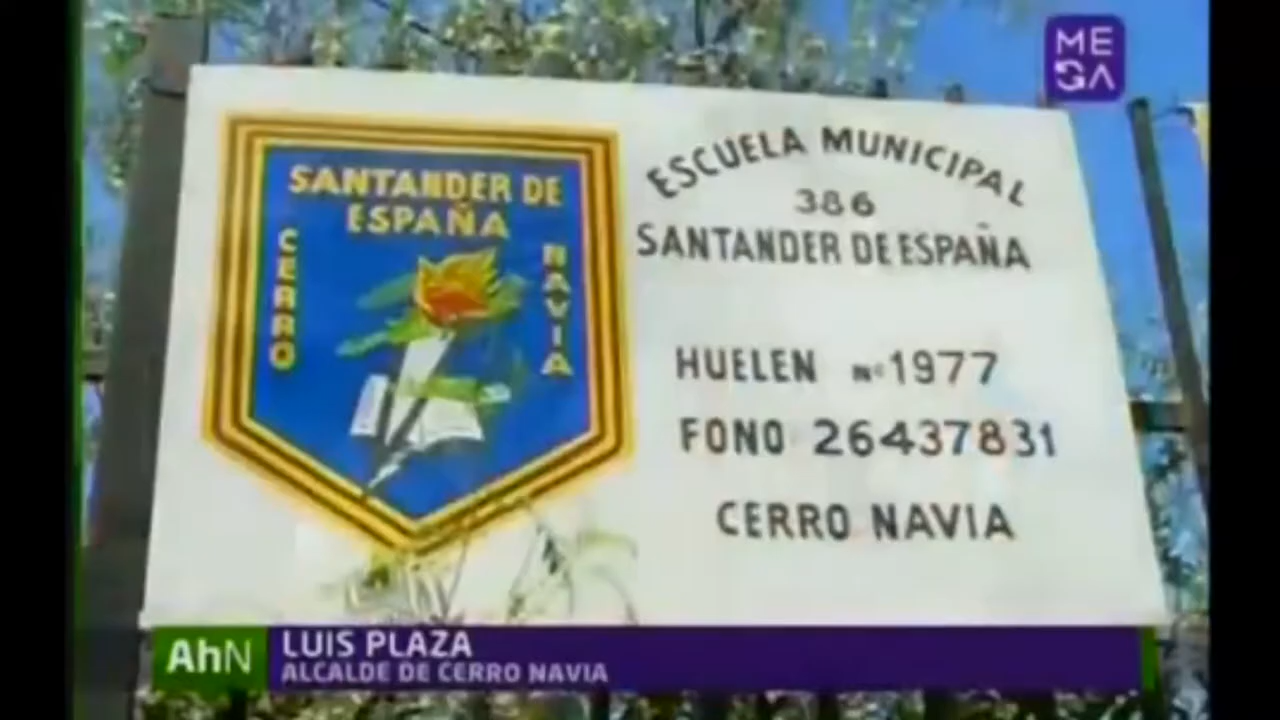 MEGA
SANTANDER DE
ESPAÑA
CERRO
NAVIA
ESCUELA MUNICIPAL
386
SANTANDER DE ESPAÑA
HUELEN Nº 1977
FONO 26437831
CERRO NAVIA
AhN
LUIS PLAZA
ALCALDE DE CERRO NAVIA